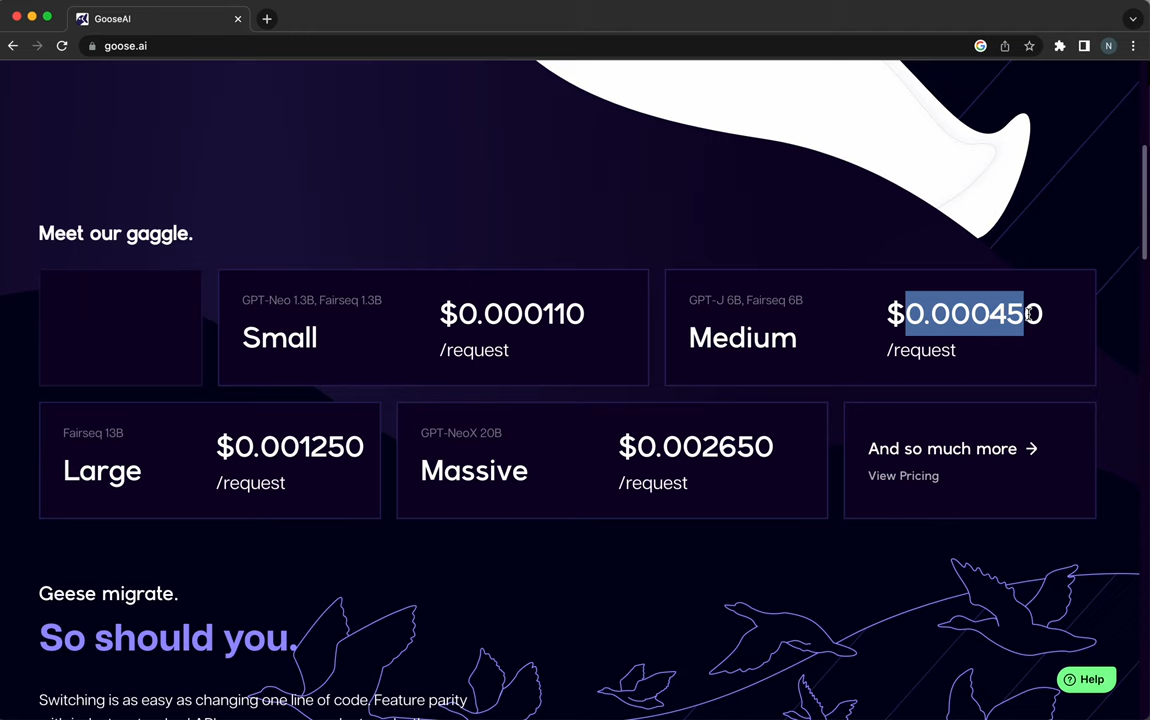 GooseAI
goose.ai
N
Meet our gaggle.
GPT-Neo 1.3B, Fairseq 1.3B
Small
$0.000110
/request
GPT-J 6B, Fairseq 6B
Medium
$0.000450
/request
Fairseq 13B
Large
$0.001250
/request
GPT-NeoX 20B
Massive
$0.002650
/request
And so much more →
View Pricing
Geese migrate.
So should you.
Switching is as easy as changing one line of code. Feature parity
Help